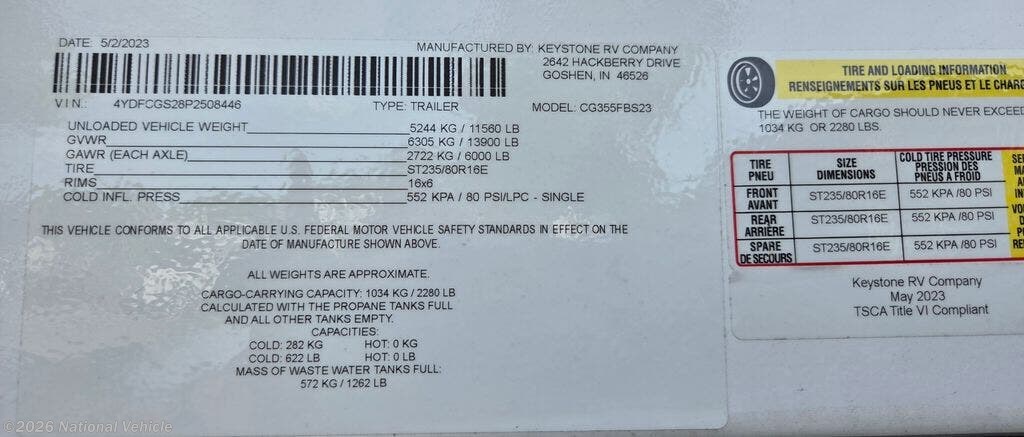 DATE: 5/2/2023
MANUFACTURED BY: KEYSTONE RV COMPANY
2642 HACKBERRY DRIVE
GOSHEN, IN 46526
V I N.: 4YDFCGS28P2508446 TYPE: TRAILER MODEL: CG355FBS23
UNLOADED VEHICLE WEIGHT 5244 KG / 11560 LB
GVWR 6305 KG / 13900 LB
GAWR (EACH AXLE) 2722 KG / 6000 LB
TIRE ST235/80R16E
RIMS 16x6
COLD INFL. PRESS 552 KPA / 80 PSI/LPC - SINGLE
THIS VEHICLE CONFORMS TO ALL APPLICABLE U.S. FEDERAL MOTOR VEHICLE SAFETY STANDARDS IN EFFECT ON THE
DATE OF MANUFACTURE SHOWN ABOVE.
ALL WEIGHTS ARE APPROXIMATE.
CARGO-CARRYING CAPACITY: 1034 KG / 2280 LB
CALCULATED WITH THE PROPANE TANKS FULL
AND ALL OTHER TANKS EMPTY.
CAPACITIES:
COLD: 282 KG HOT: 0 KG
COLD: 622 LB HOT: 0 LB
MASS OF WASTE WATER TANKS FULL:
572 KG / 1262 LB
TIRE AND LOADING INFORMATION
RENSEIGNEMENTS SUR LES PNEUS ET LE CHAR
THE WEIGHT OF CARGO SHOULD NEVER EXCEED
1034 KG OR 2280 LBS.
TIRE
PNEU
SIZE
DIMENSIONS
COLD TIRE PRESSURE
PRESSION DES
PNEUS A FROID
FRONT
AVANT
ST235/80R16E
552 KPA /80 PSI
REAR
ARRIÈRE
ST235/80R16E
552 KPA /80 PSI
SPARE
DE SECOURS
ST235/80R16E
552 KPA /80 PSI
Keystone RV Company
May 2023
TSCA Title VI Compliant
©2026 National Vehicle